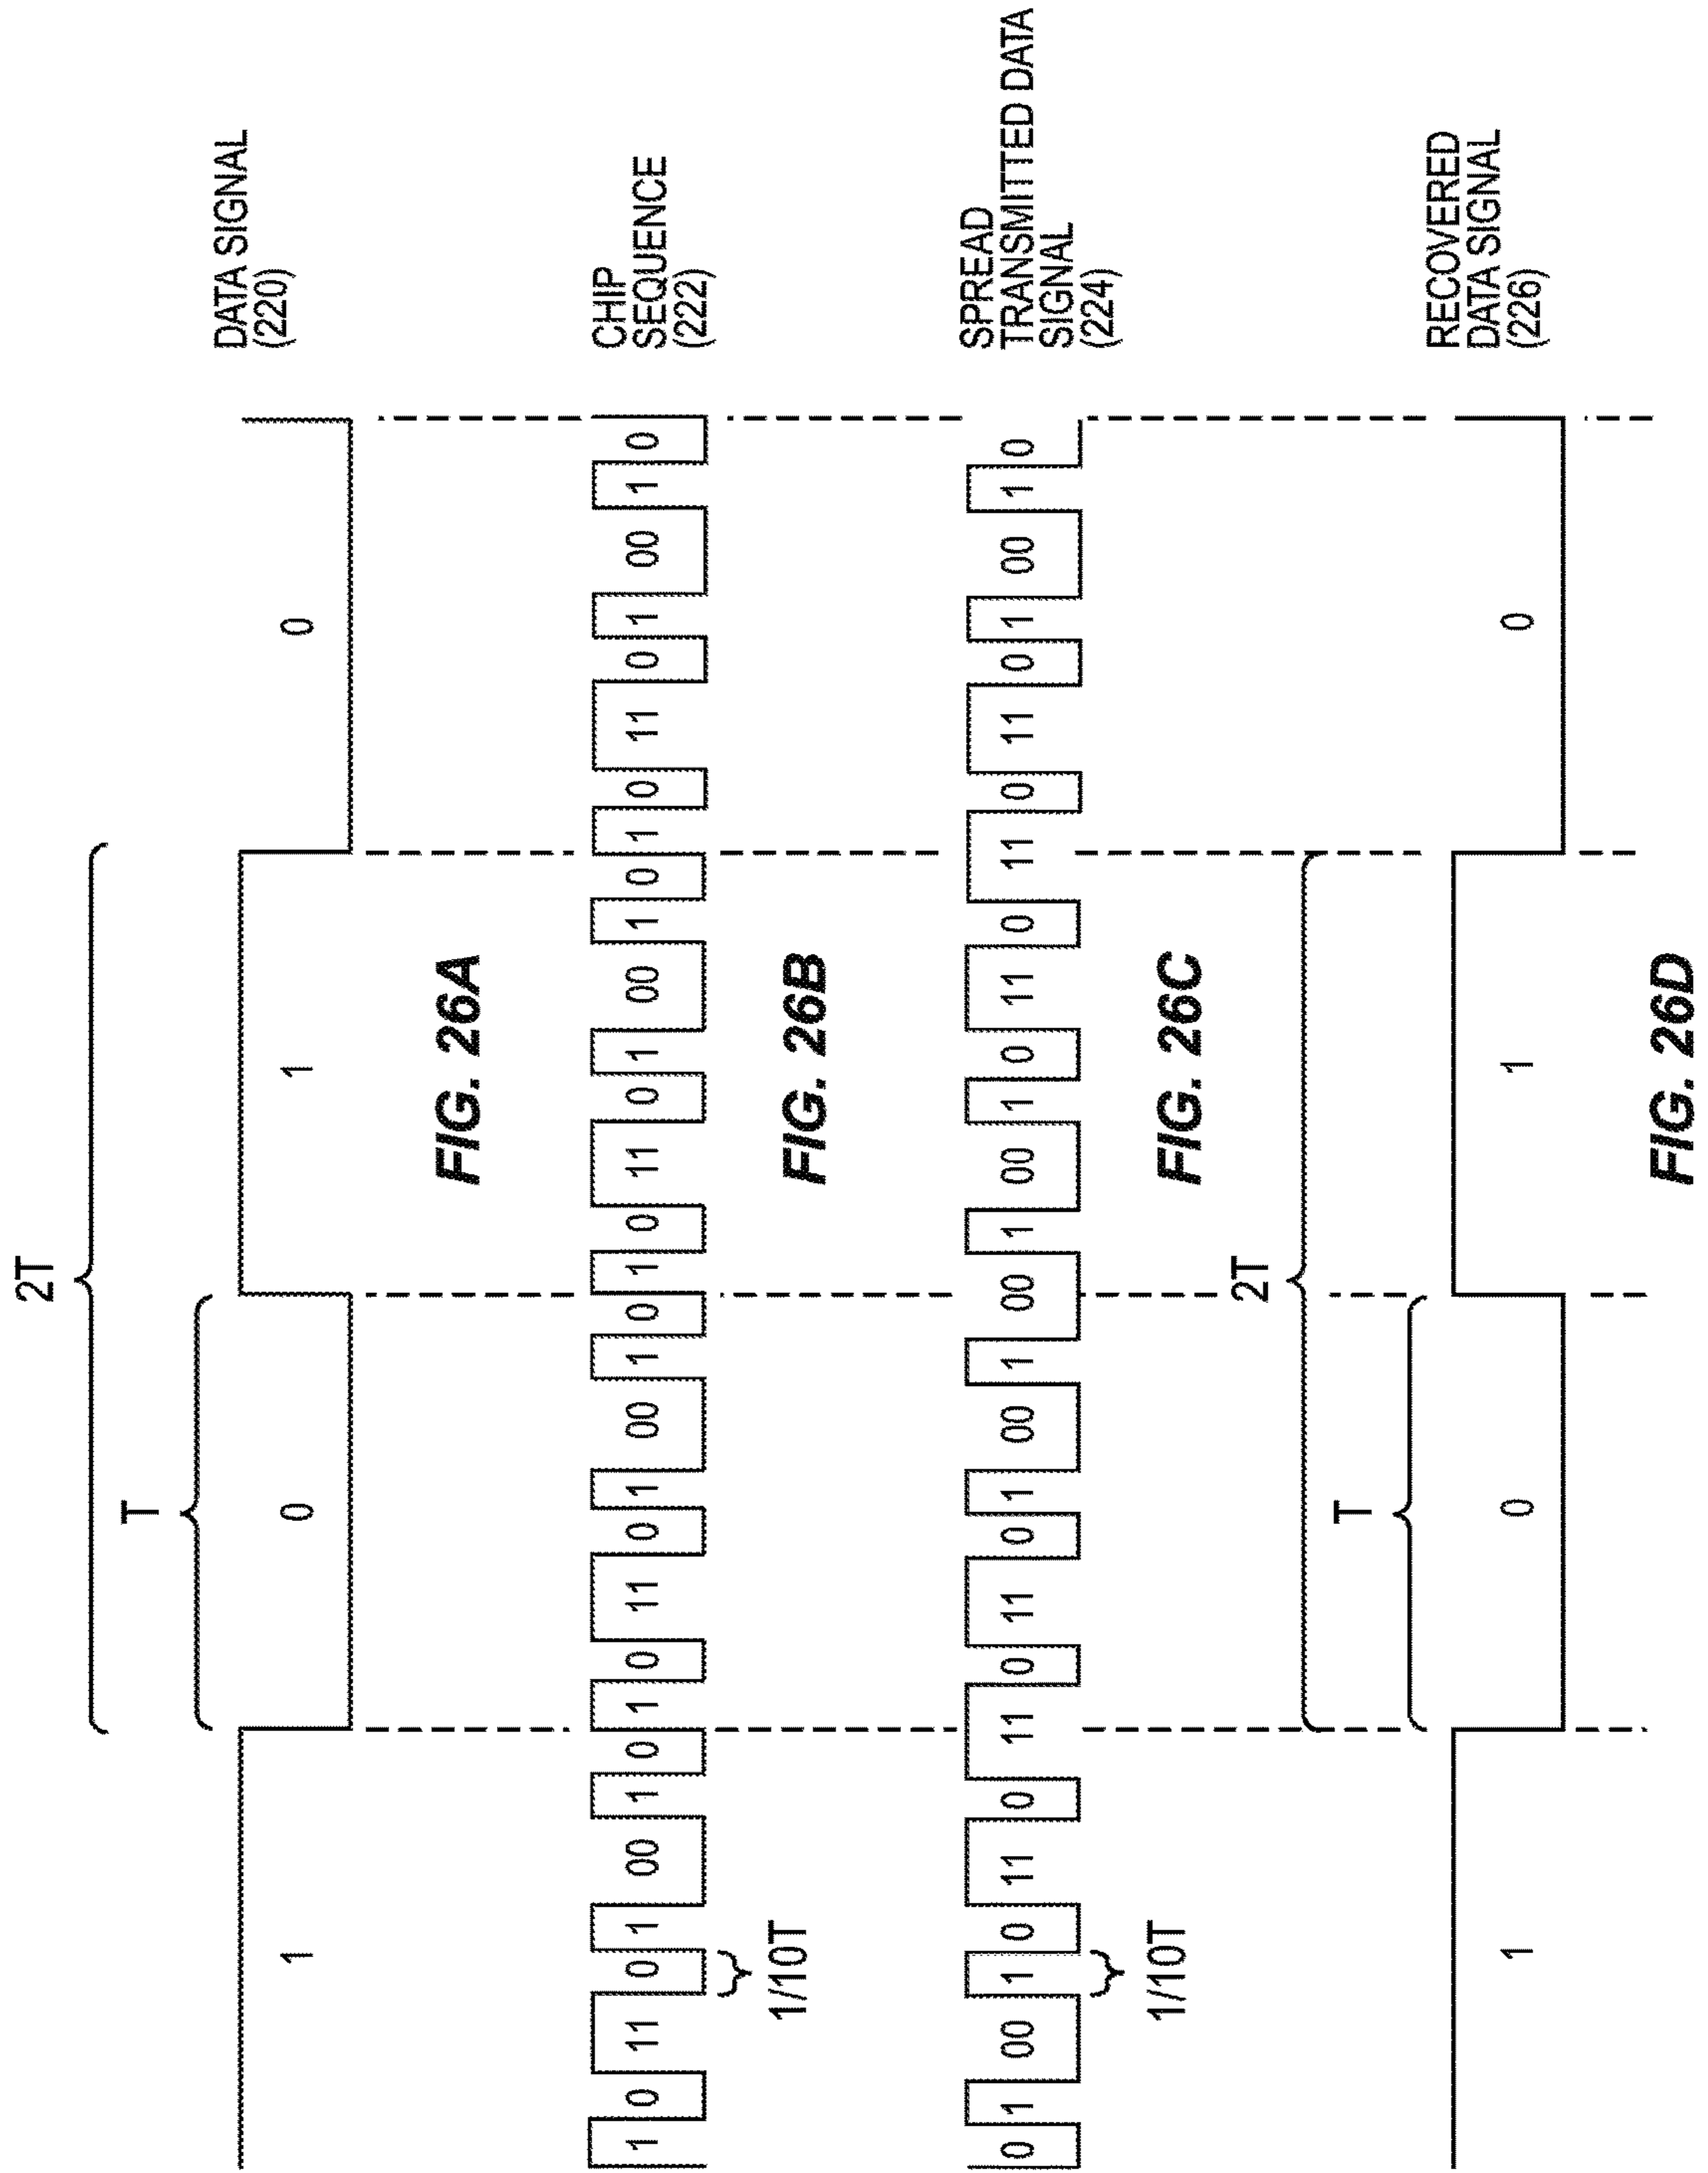 2T
T
DATA SIGNAL
(220)
1 0 1 0
FIG. 26A
CHIP
SEQUENCE
(222)
1 0 11 0 1 00 1 0 1 0 11 0 1 00 1 0 1 0 11 0 1 00 1 0 1 0 11 0 1 00 1 0
1/10T
FIG. 26B
SPREAD
TRANSMITTED DATA
SIGNAL
(224)
0 1 00 1 0 11 0 11 0 11 0 1 00 1 00 1 00 1 0 11 0 11 0 11 0 1 00 1 0
1/10T
FIG. 26C
2T
T
RECOVERED
DATA SIGNAL
(226)
1 0 1 0
FIG. 26D